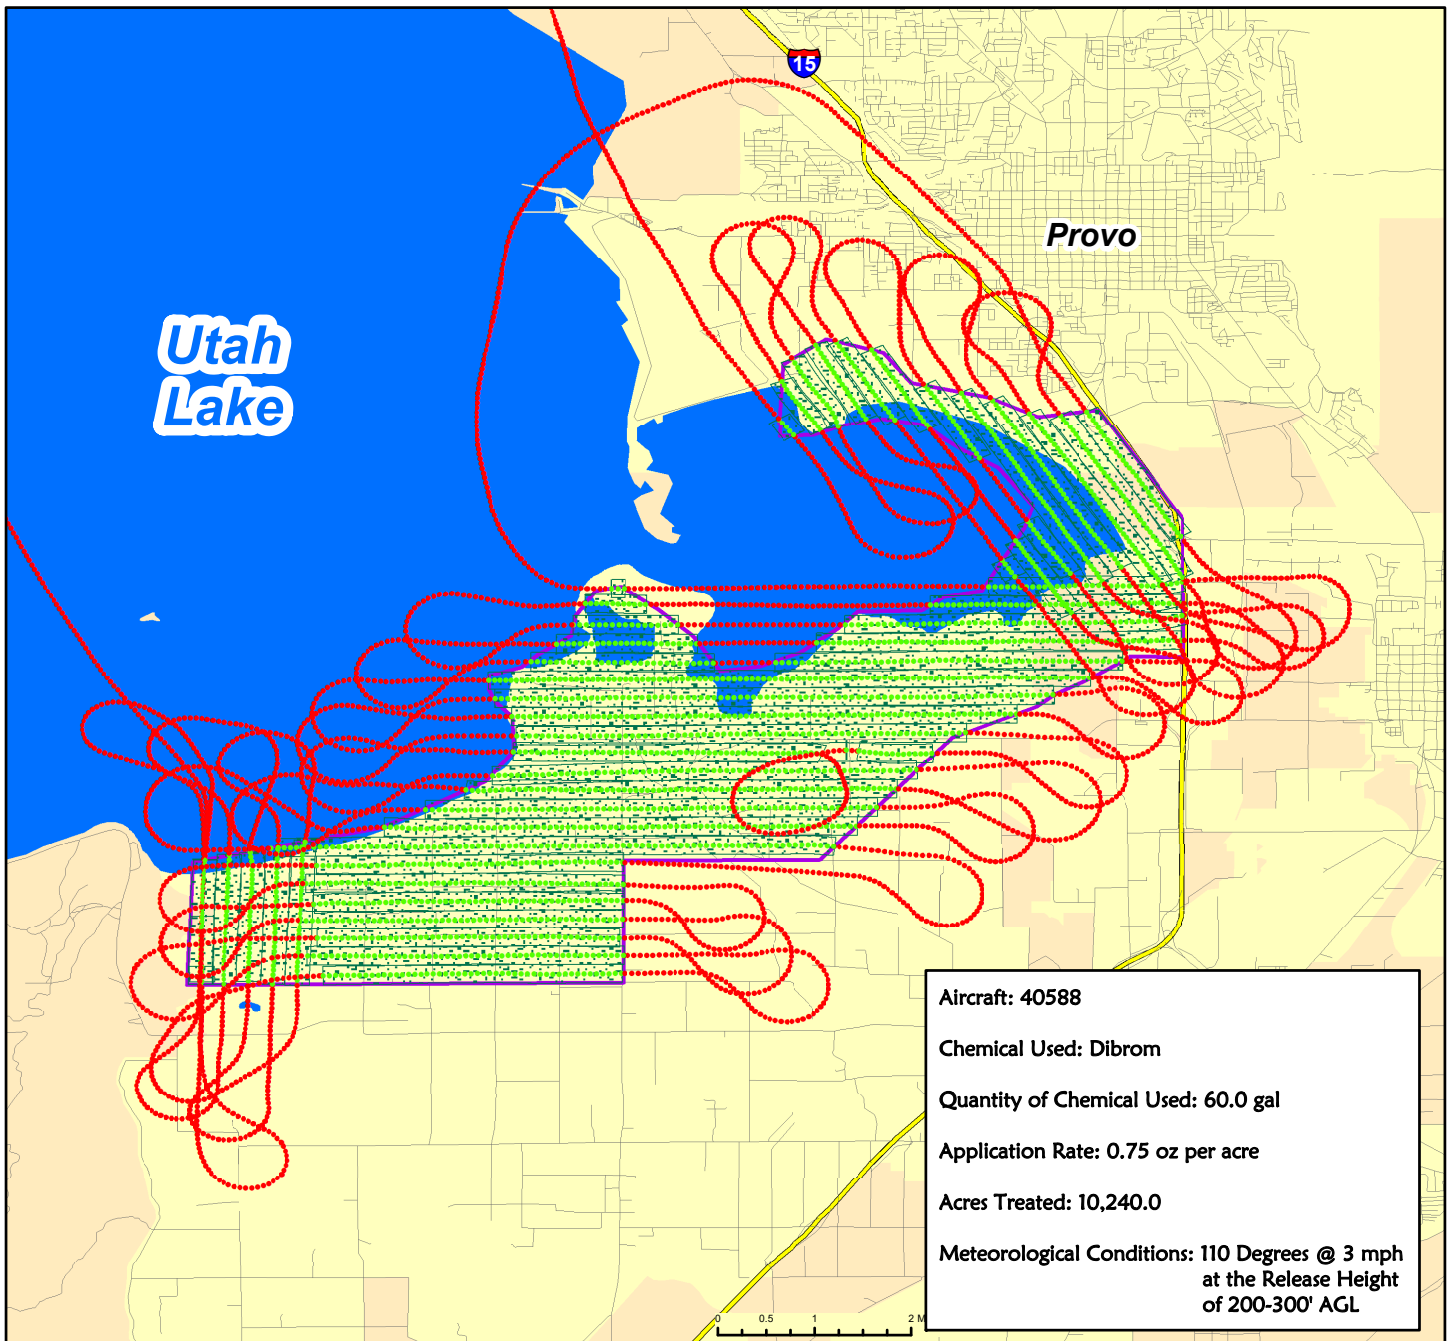 15
Provo
Utah
Lake
Aircraft: 40588
Chemical Used: Dibrom
Quantity of Chemical Used: 60.0 gal
Application Rate: 0.75 oz per acre
Acres Treated: 10,240.0
Meteorological Conditions: 110 Degrees @ 3 mph
at the Release Height
of 200-300' AGL
0 0.5 1 2 M